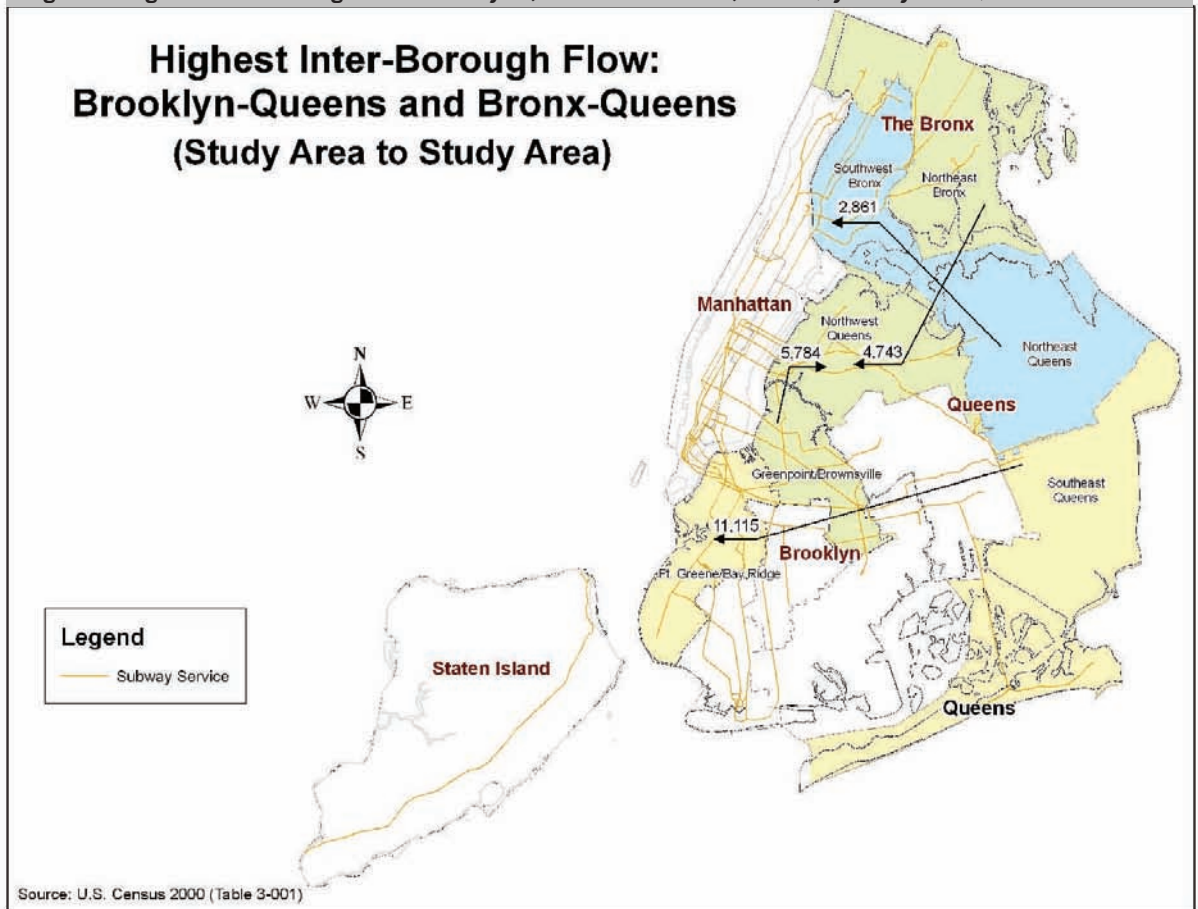 Highest Inter-Borough Flow:
Brooklyn-Queens and Bronx-Queens
(Study Area to Study Area)
The Bronx
Southwest
Bronx
Northeast
Bronx
2,861
Manhattan
Northwest
Queens
5,784
4,743
Northeast
Queens
N
W
E
S
Queens
Greenpoint/Brownsville
Southeast
Queens
11,115
Brooklyn
Ft. Greene/Bay Ridge
Legend
Subway Service
Staten Island
Queens
Source: U.S. Census 2000 (Table 3-001)